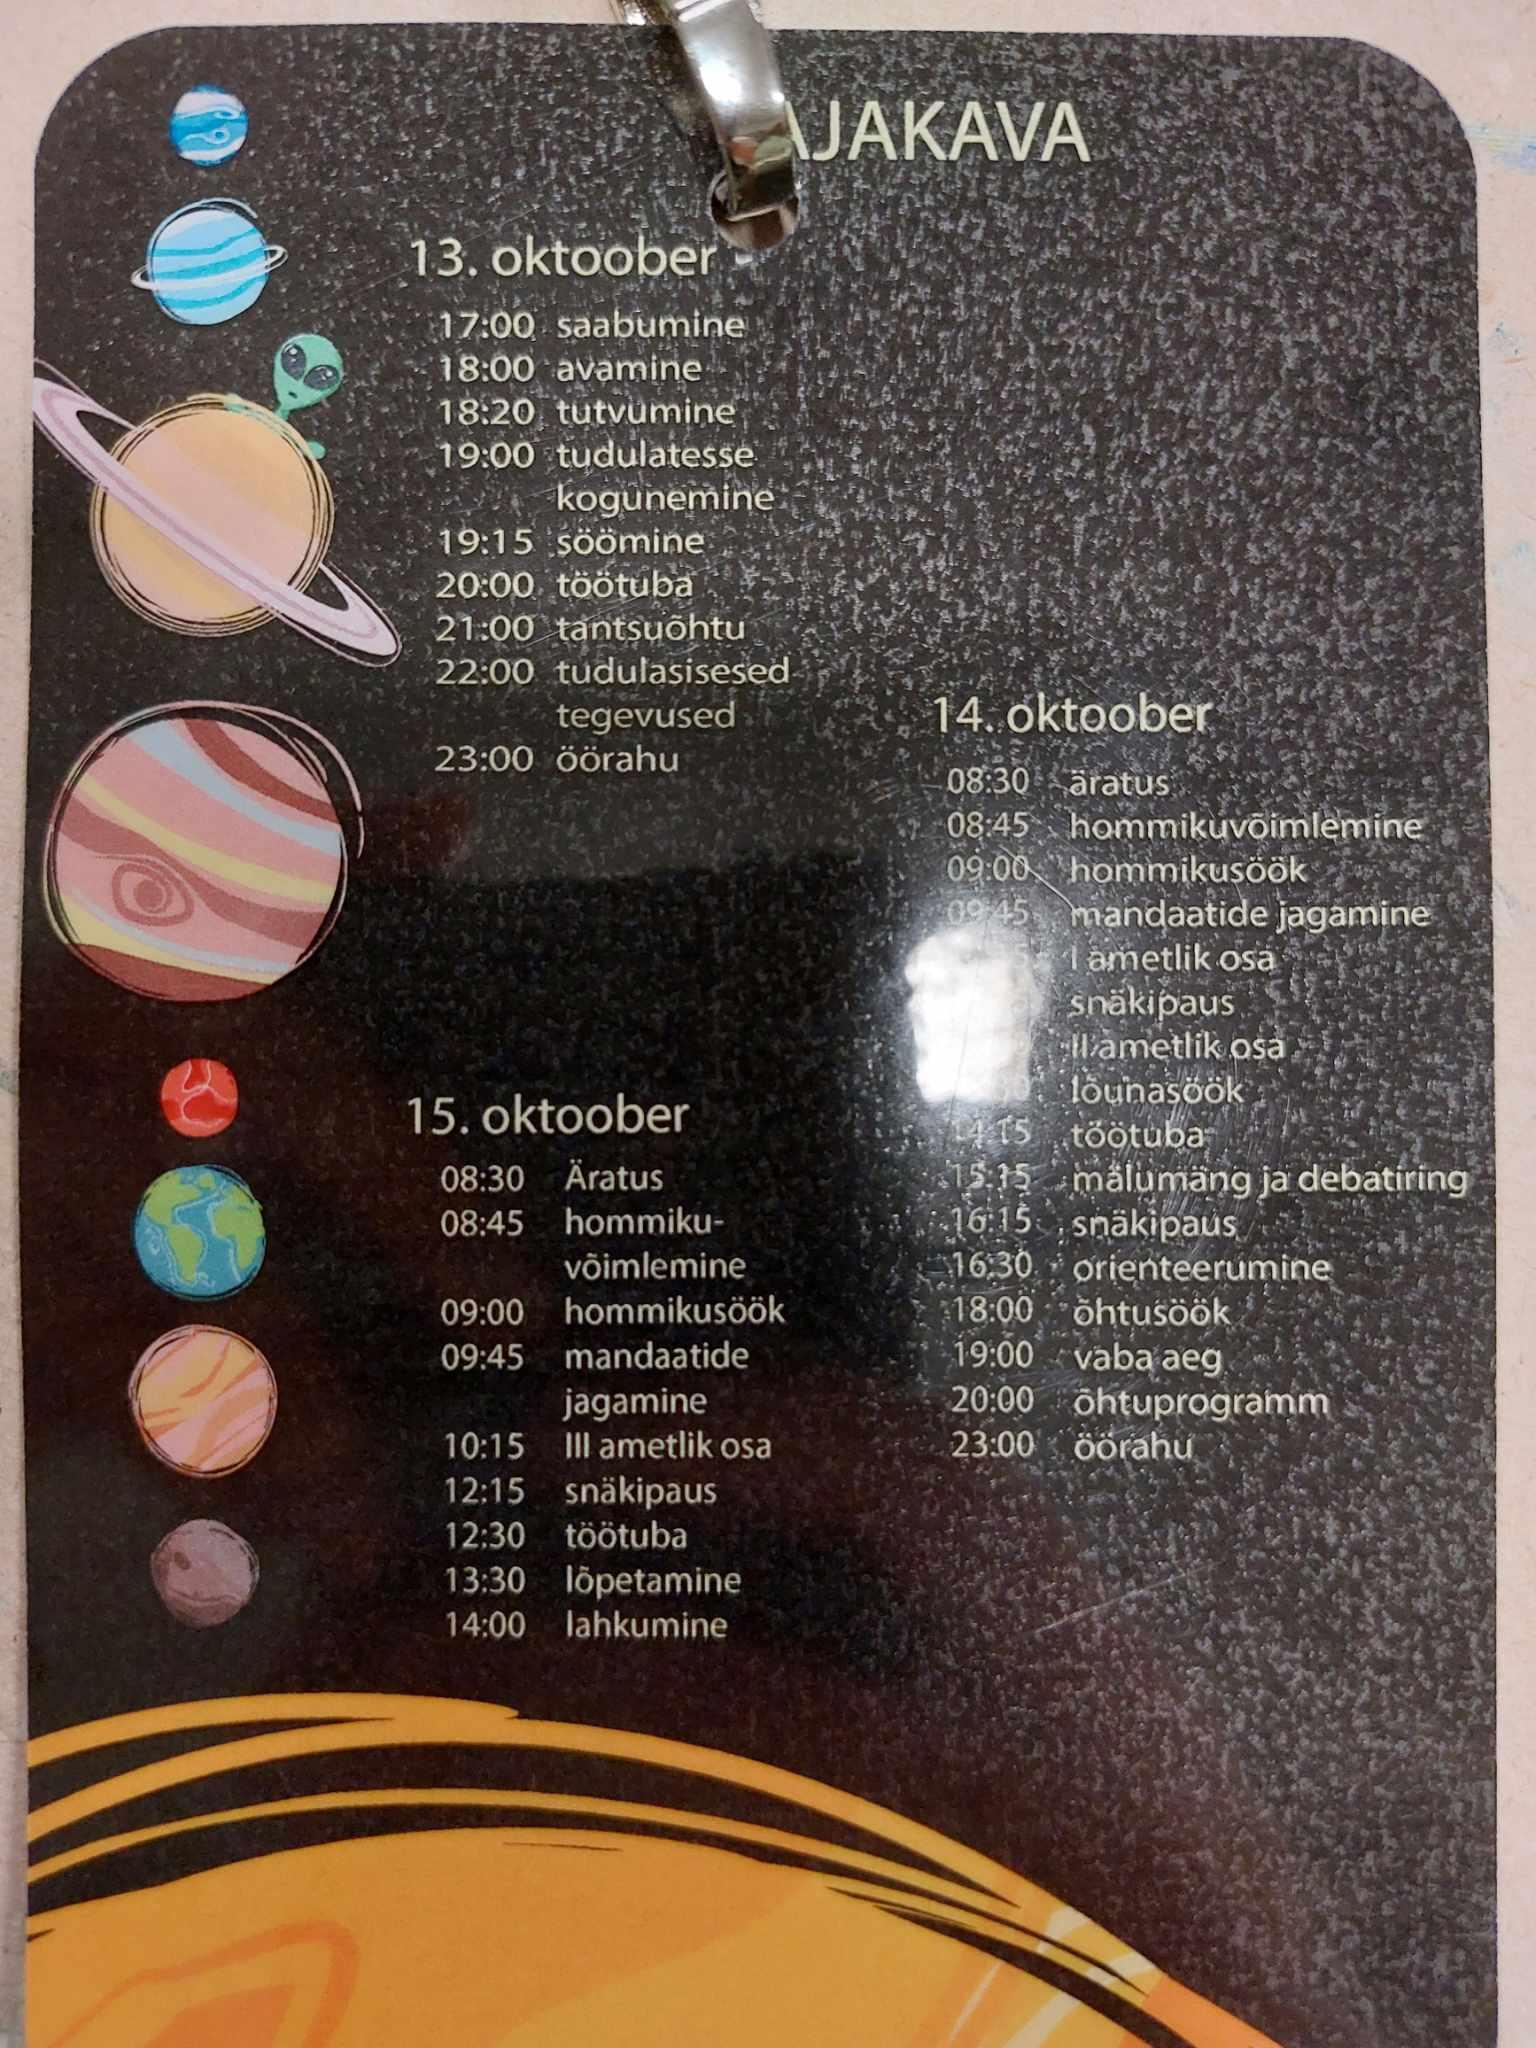 AJAKAVA
13. oktoober
17:00 saabumine
18:00 avamine
18:20 tutvumine
19:00 tudulatesse
kogunemine
19:15 söömine
20:00 töötuba
21:00 tantsuõhtu
22:00 tudulasisesed
tegevused
23:00 öörahu
14. oktoober
08:30 äratus
08:45 hommikuvõimlemine
09:00 hommikusöök
09:45 mandaatide jagamine
I ametlik osa
snäkipaus
II ametlik osa
lõunasöök
14:15 töötuba
15:15 mälumäng ja debatiring
16:15 snäkipaus
16:30 orienteerumine
18:00 õhtusöök
19:00 vaba aeg
20:00 õhtuprogramm
23:00 öörahu
15. oktoober
08:30 Äratus
08:45 hommiku-
võimlemine
09:00 hommikusöök
09:45 mandaatide
jagamine
10:15 III ametlik osa
12:15 snäkipaus
12:30 töötuba
13:30 lõpetamine
14:00 lahkumine